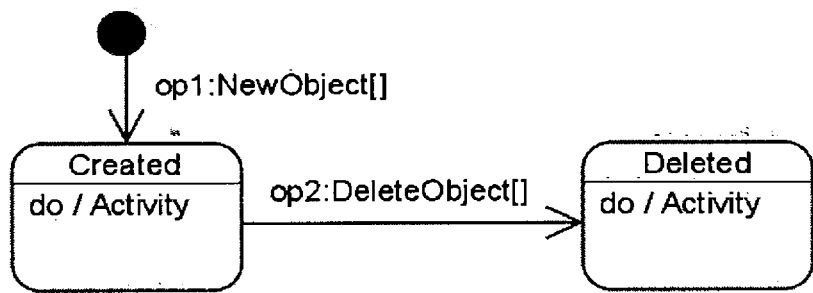 op1:NewObject[]
Created
do / Activity
op2:DeleteObject[]
Deleted
do / Activity